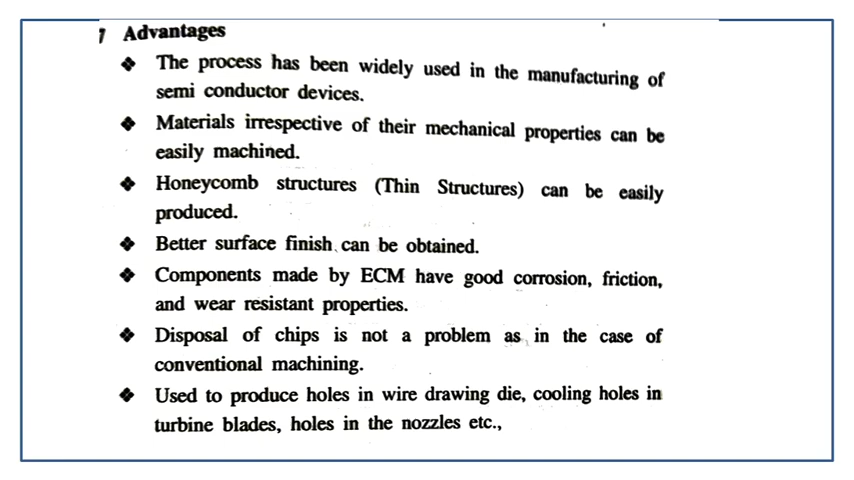 Advantages
❖ The process has been widely used in the manufacturing of
semi conductor devices.
❖ Materials irrespective of their mechanical properties can be
easily machined.
❖ Honeycomb structures (Thin Structures) can be easily
produced.
❖ Better surface finish can be obtained.
❖ Components made by ECM have good corrosion, friction,
and wear resistant properties.
❖ Disposal of chips is not a problem as in the case of
conventional machining.
❖ Used to produce holes in wire drawing die, cooling holes in
turbine blades, holes in the nozzles etc.,